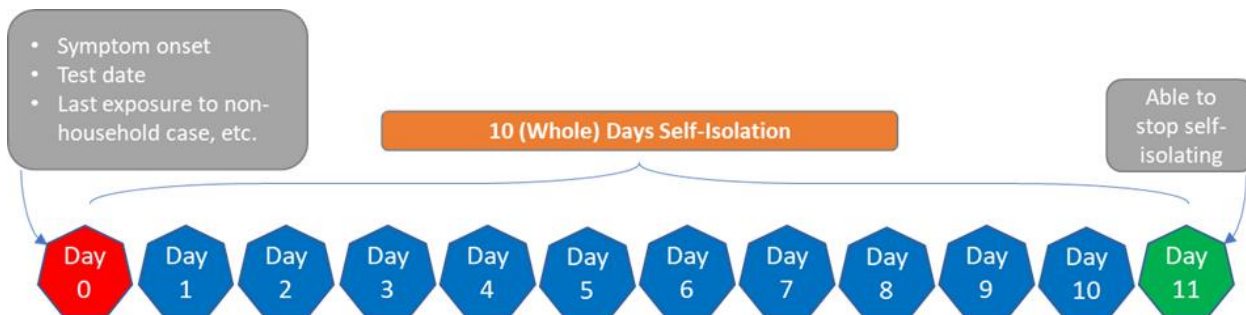 • Symptom onset
• Test date
• Last exposure to non-
household case, etc.
10 (Whole) Days Self-Isolation
Able to
stop self-
isolating
Day
0
Day
1
Day
2
Day
3
Day
4
Day
5
Day
6
Day
7
Day
8
Day
9
Day
10
Day
11